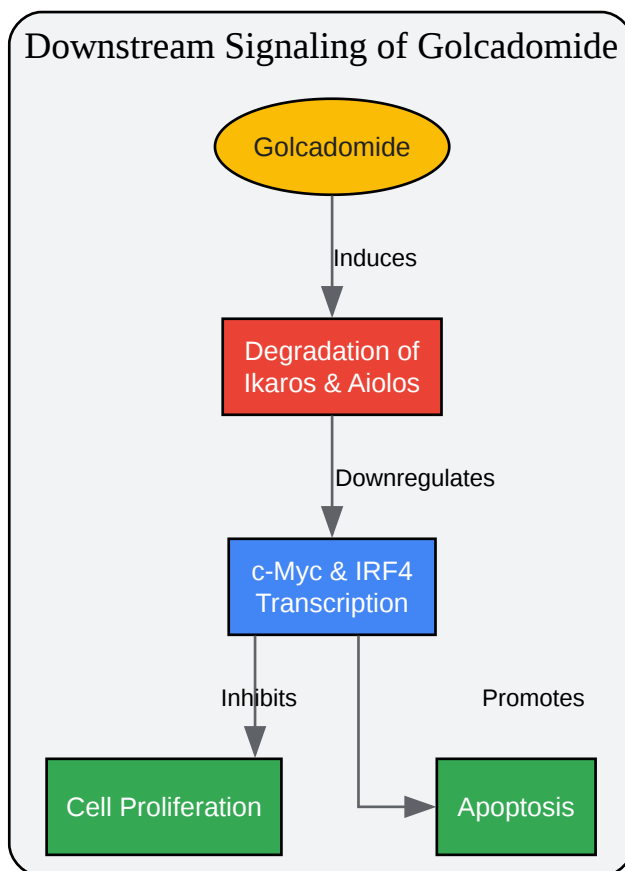 Downstream Signaling of Golcadomide
Golcadomide
Induces
Degradation of
Ikaros & Aiolos
Downregulates
c-Myc & IRF4
Transcription
Inhibits
Promotes
Cell Proliferation
Apoptosis